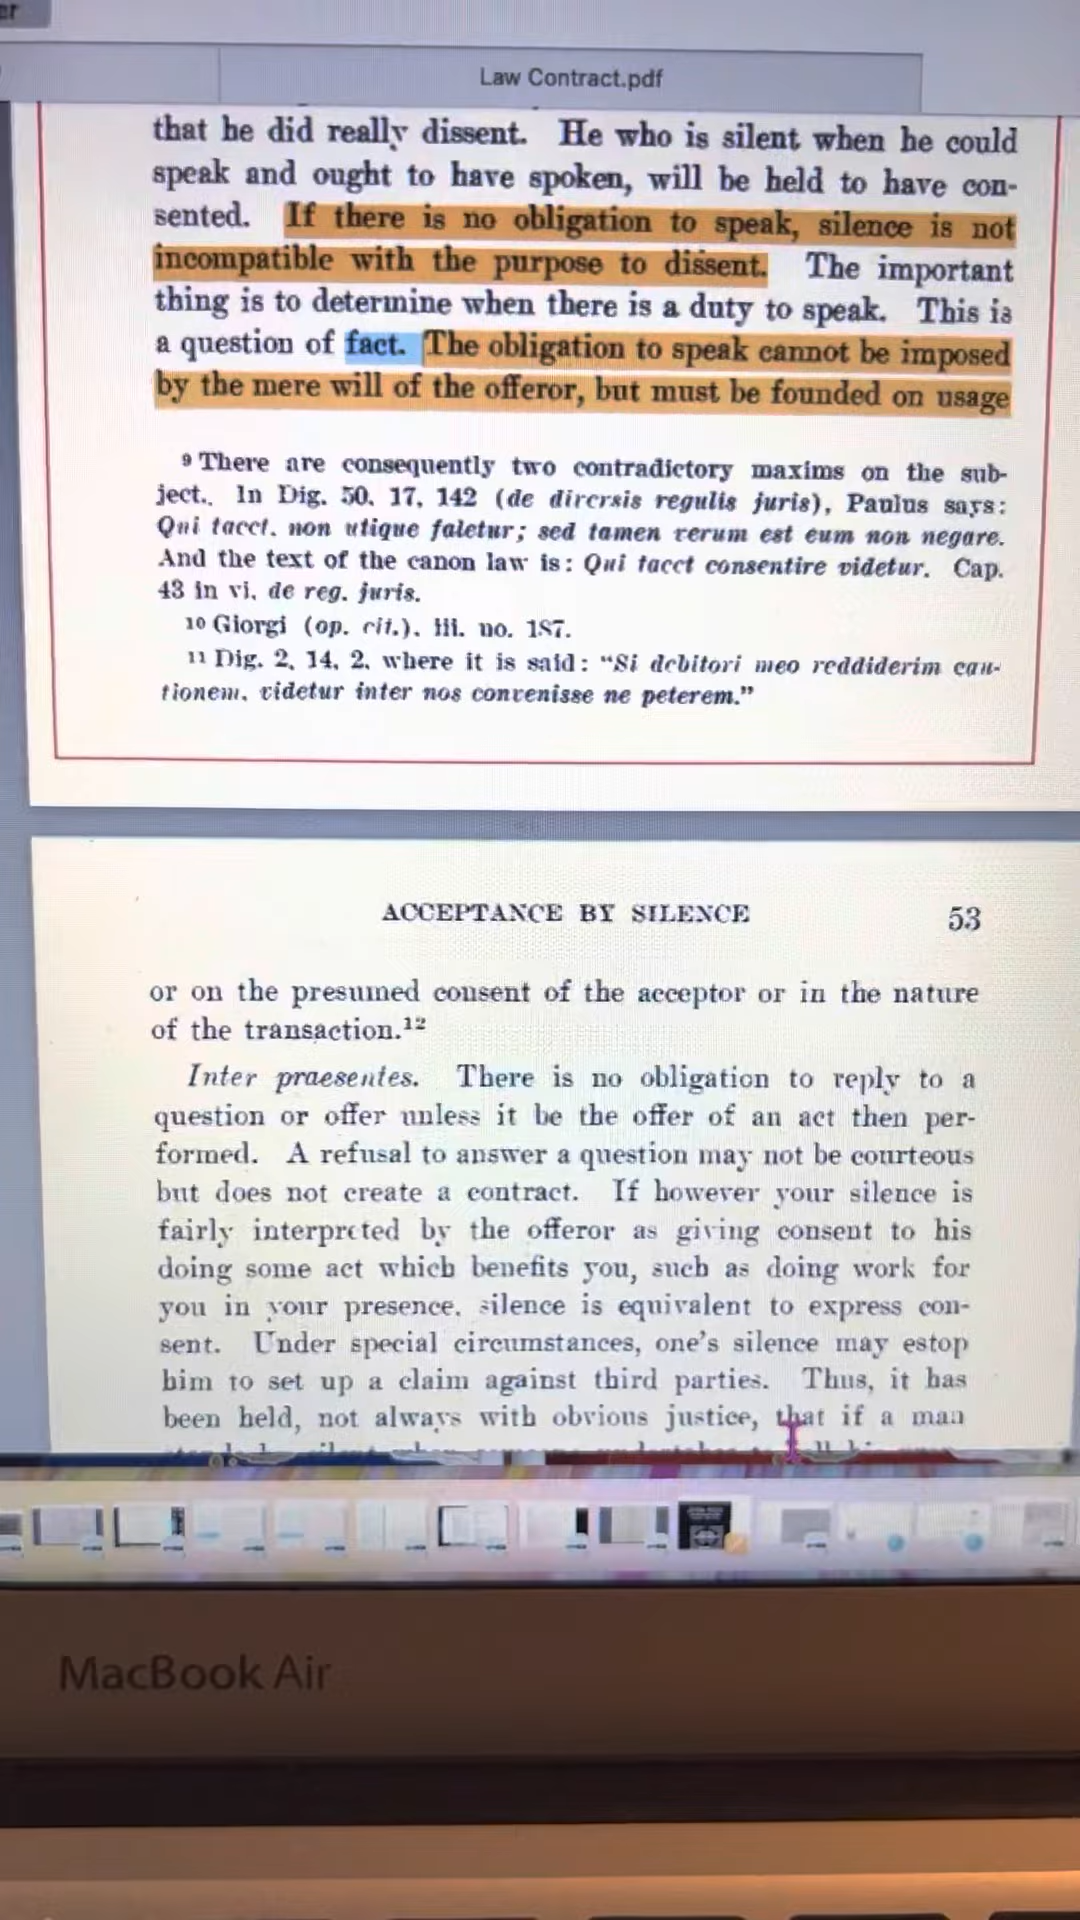 er
Law Contract.pdf
that he did really dissent. He who is silent when he could
speak and ought to have spoken, will be held to have con-
sented. If there is no obligation to speak, silence is not
incompatible with the purpose to dissent. The important
thing is to determine when there is a duty to speak. This is
a question of fact. The obligation to speak cannot be imposed
by the mere will of the offeror, but must be founded on usage
9 There are consequently two contradictory maxims on the sub-
ject. In Dig. 50, 17, 142 (de diversis regulis juris), Paulus says:
Qui tacet, non utique fatetur; sed tamen verum est eum non negare.
And the text of the canon law is: Qui tacet consentire videtur. Cap.
43 in vi, de reg. juris.
10 Giorgi (op. cit.). iii. no. 187.
11 Dig. 2, 14, 2, where it is said: “Si debitori meo reddiderim cau-
tionem, videtur inter nos convenisse ne peterem.”
ACCEPTANCE BY SILENCE 53
or on the presumed consent of the acceptor or in the nature
of the transaction.12
Inter praesentes. There is no obligation to reply to a
question or offer unless it be the offer of an act then per-
formed. A refusal to answer a question may not be courteous
but does not create a contract. If however your silence is
fairly interpreted by the offeror as giving consent to his
doing some act which benefits you, such as doing work for
you in your presence, silence is equivalent to express con-
sent. Under special circumstances, one’s silence may estop
him to set up a claim against third parties. Thus, it has
been held, not always with obvious justice, that if a man
MacBook Air